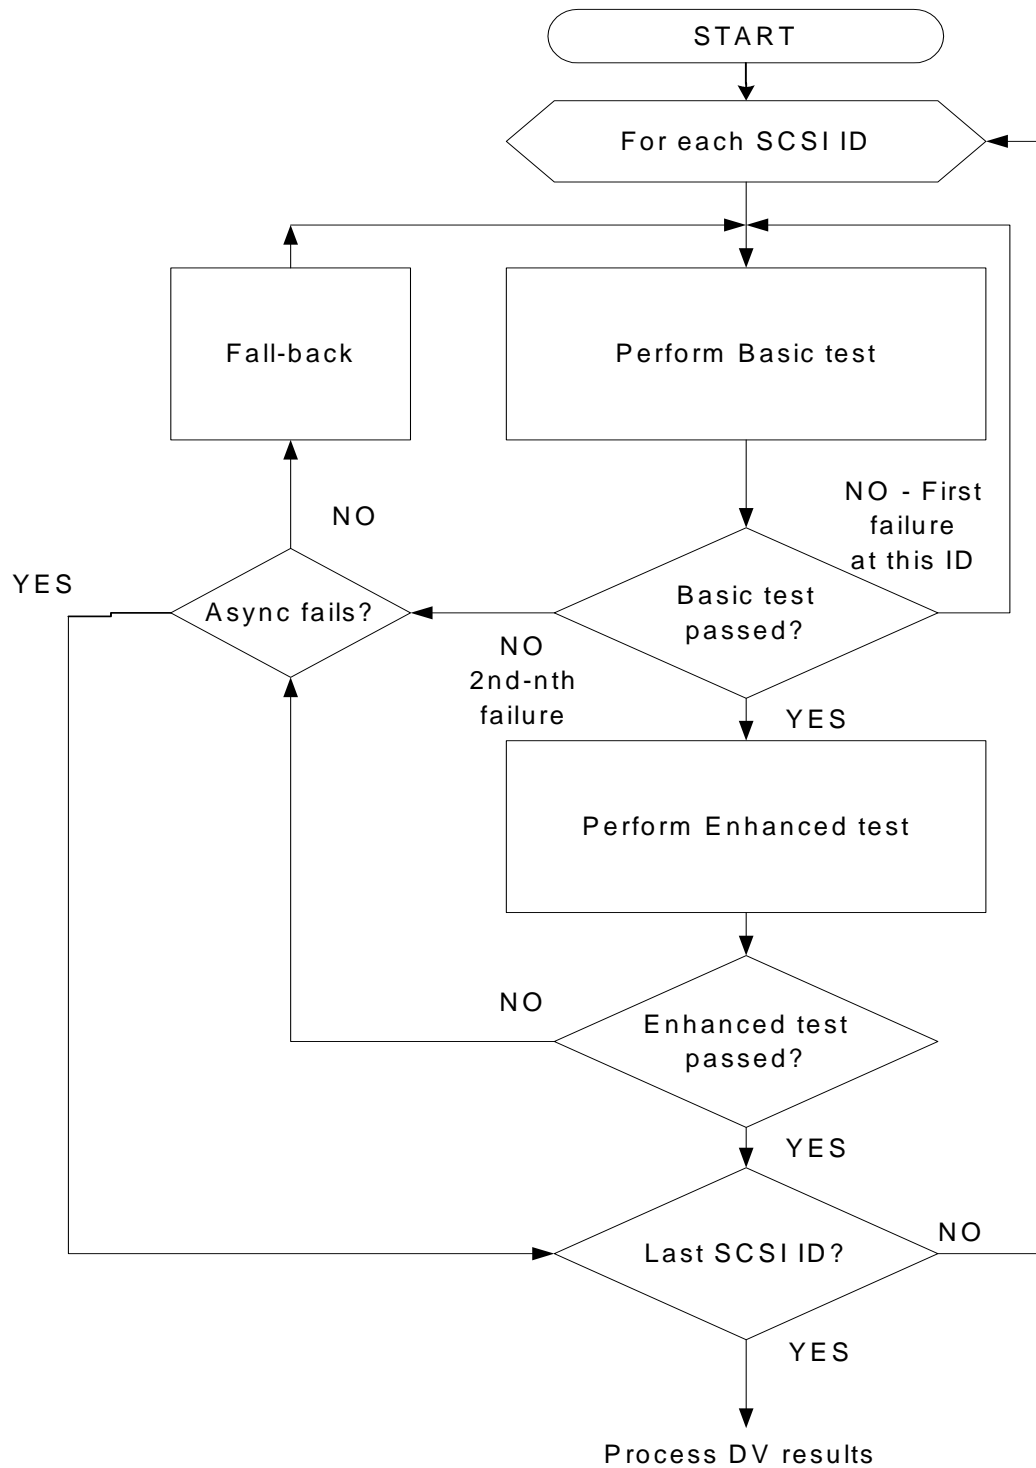 START
For each SCSI ID
Fall-back
Perform Basic test
NO - First
failure
at this ID
NO
YES
Async fails?
Basic test
passed?
NO
2nd-nth
failure
YES
Perform Enhanced test
NO
Enhanced test
passed?
YES
Last SCSI ID?
NO
YES
Process DV results